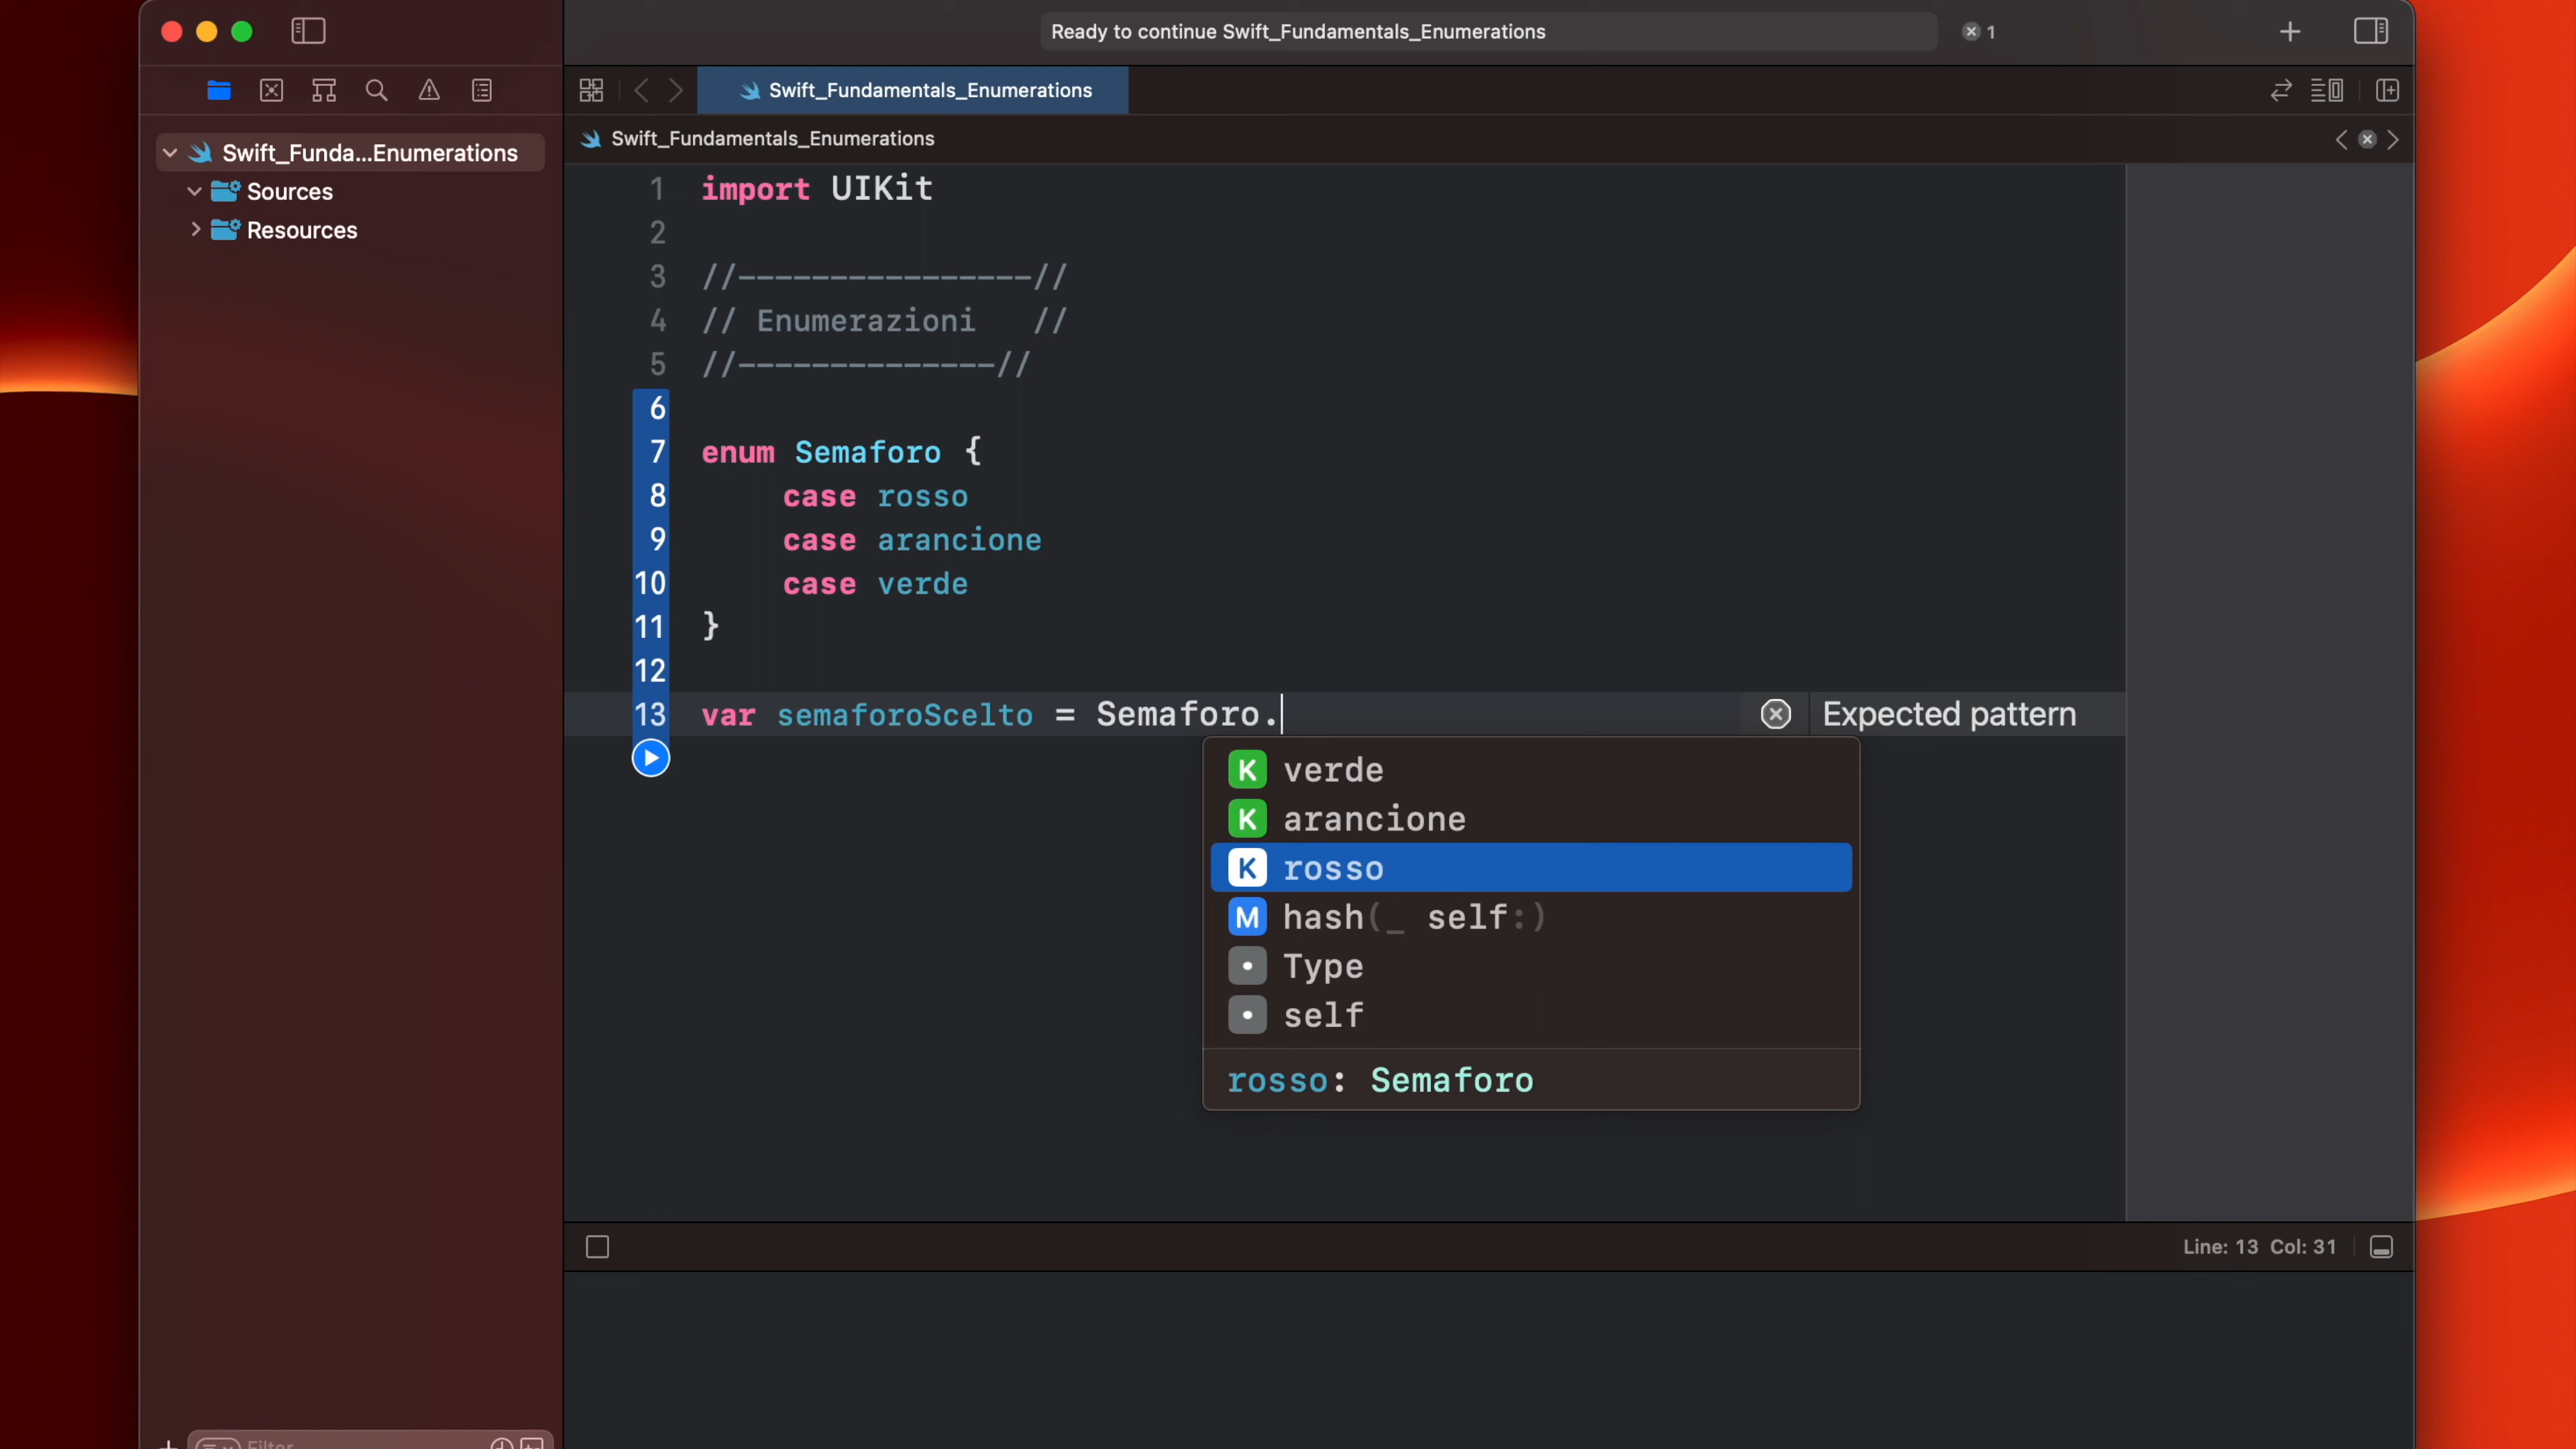 Ready to continue Swift_Fundamentals_Enumerations
1
Swift_Fundamentals_Enumerations
Swift_Funda...Enumerations
Sources
Resources
Swift_Fundamentals_Enumerations
1 import UIKit
2
3 //----------------//
4 // Enumerazioni //
5 //--------------//
6
7 enum Semaforo {
8 case rosso
9 case arancione
10 case verde
11 }
12
13 var semaforoScelto = Semaforo.
Expected pattern
K verde
K arancione
K rosso
M hash(_ self:)
Type
self
rosso: Semaforo
Line: 13 Col: 31
Filter